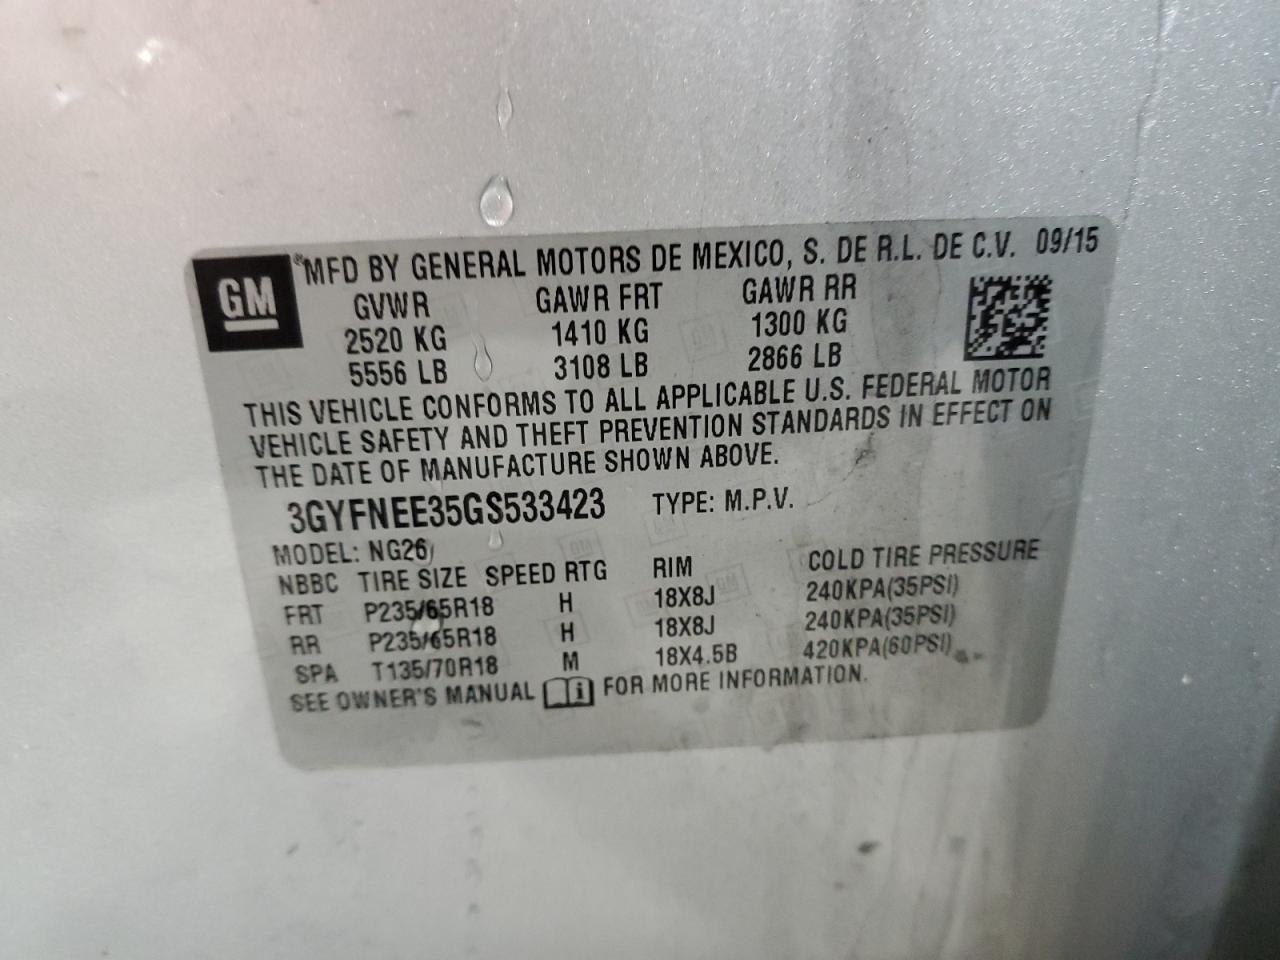 GM ® MFD BY GENERAL MOTORS DE MEXICO, S. DE R.L. DE C.V. 09/15
GVWR GAWR FRT GAWR RR
2520 KG 1410 KG 1300 KG
5556 LB 3108 LB 2866 LB
THIS VEHICLE CONFORMS TO ALL APPLICABLE U.S. FEDERAL MOTOR
VEHICLE SAFETY AND THEFT PREVENTION STANDARDS IN EFFECT ON
THE DATE OF MANUFACTURE SHOWN ABOVE.
3GYFNEE35GS533423 TYPE: M.P.V.
MODEL: NG26
NBBC TIRE SIZE SPEED RTG RIM COLD TIRE PRESSURE
FRT P235/65R18 H 18X8J 240KPA(35PSI)
RR P235/65R18 H 18X8J 240KPA(35PSI)
SPA T135/70R18 M 18X4.5B 420KPA(60PSI)
SEE OWNER'S MANUAL i FOR MORE INFORMATION.